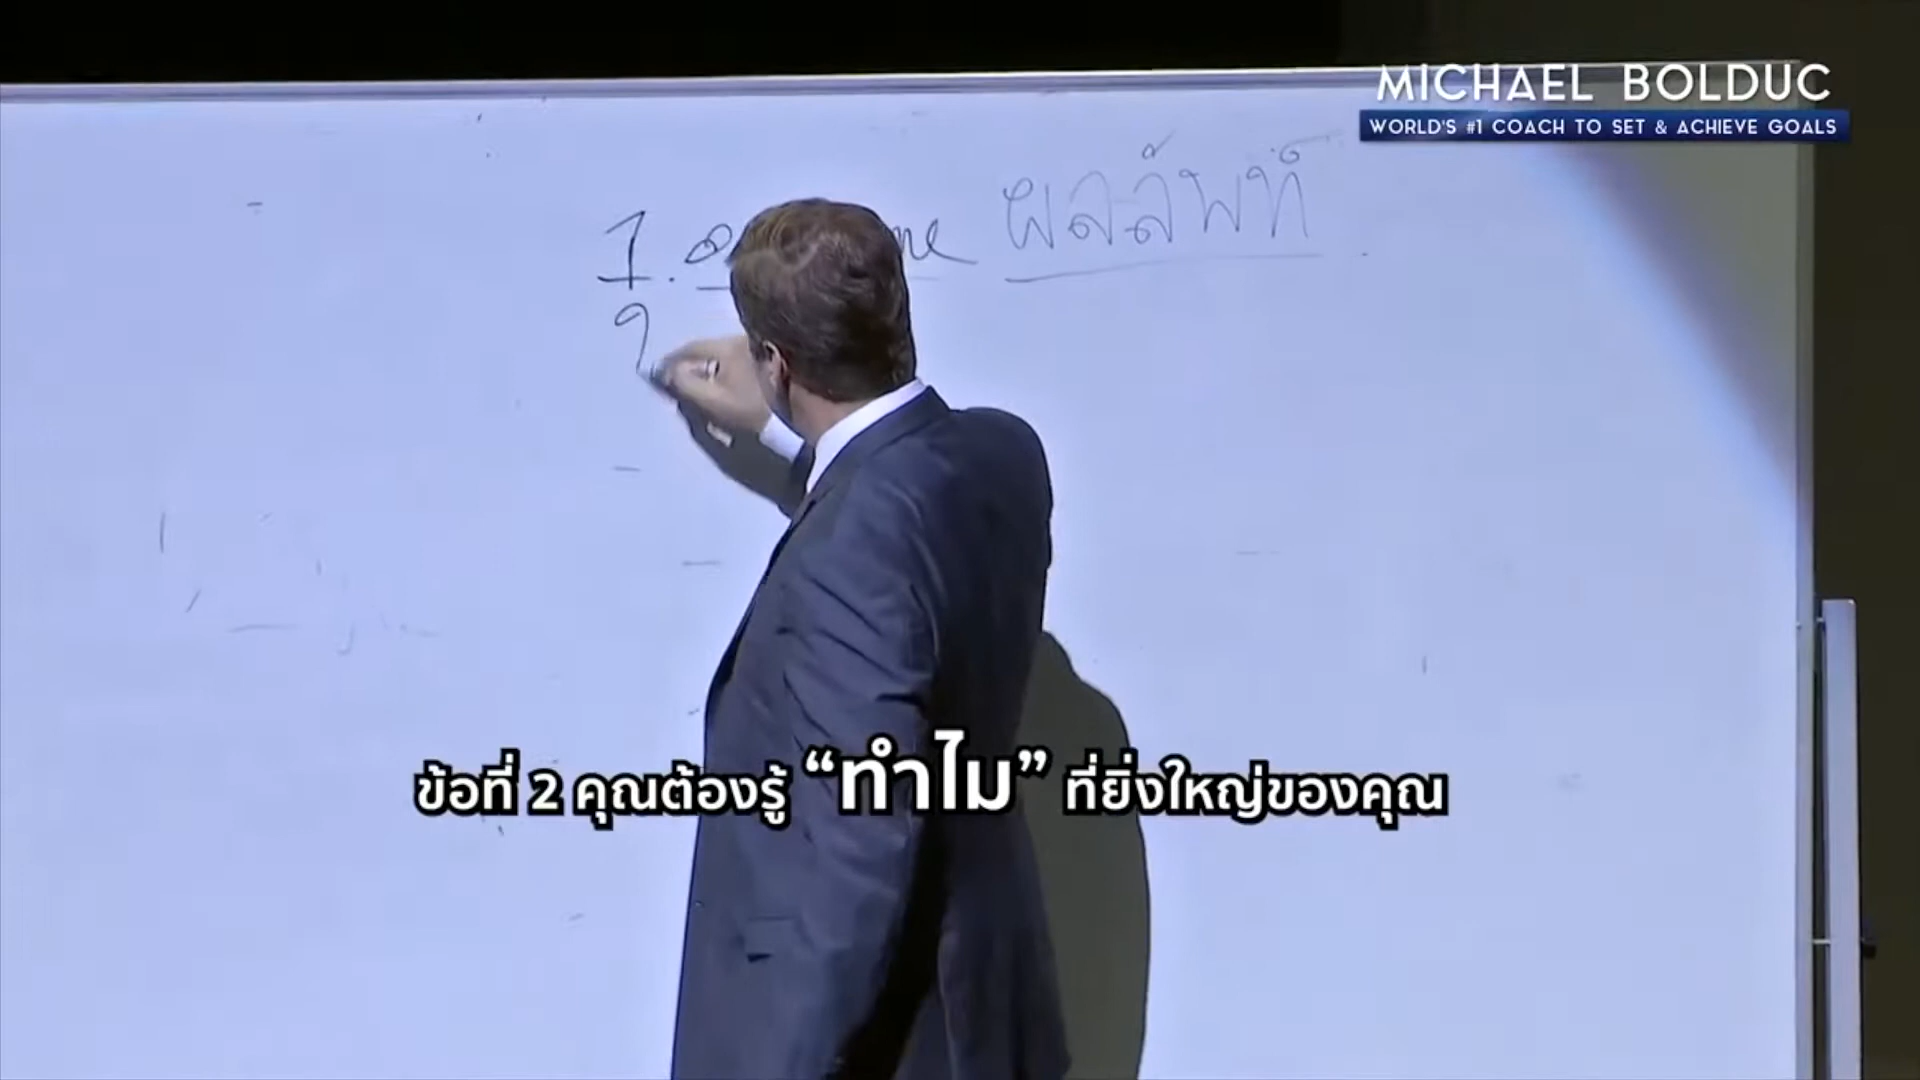 MICHAEL BOLDUC
WORLD'S #1 COACH TO SET & ACHIEVE GOALS
1. ผลลัพท์
2
ข้อที่ 2 คุณต้องรู้ “ทำไม” ที่ยิ่งใหญ่ของคุณ